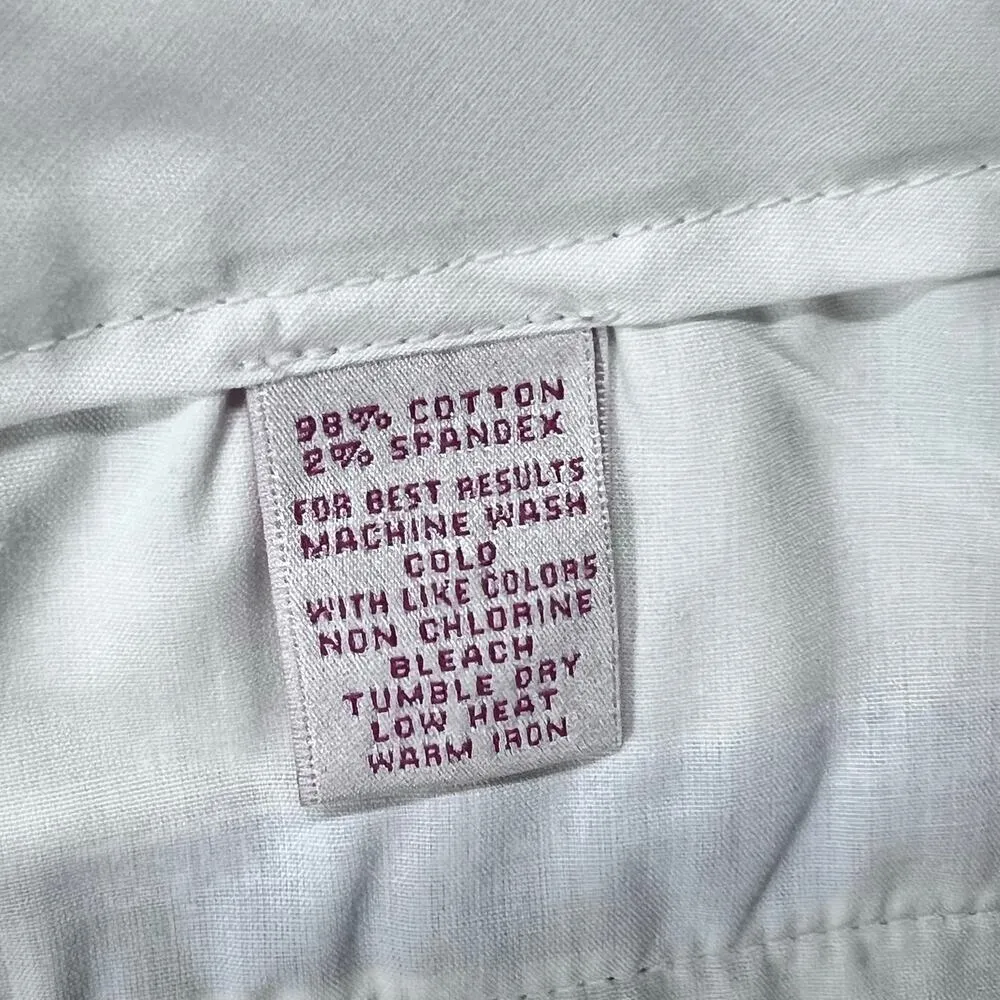 98% COTTON
2% SPANDEX
FOR BEST RESULTS
MACHINE WASH
COLD
WITH LIKE COLORS
NON CHLORINE
BLEACH
TUMBLE DRY
LOW HEAT
WARM IRON